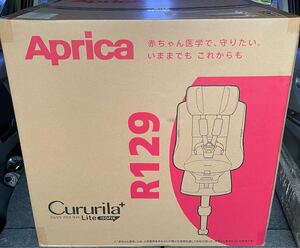 Aprica
赤ちゃん医学で、守りたい。
いままでも これからも
R129
Cururila+
Lite ISOFIX